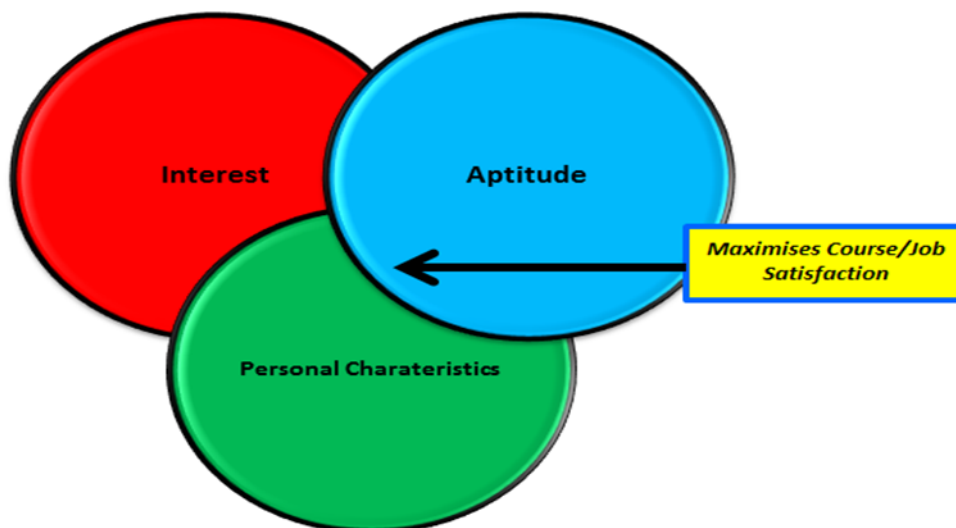 Interest
Aptitude
Maximises Course/Job
Satisfaction
Personal Charateristics